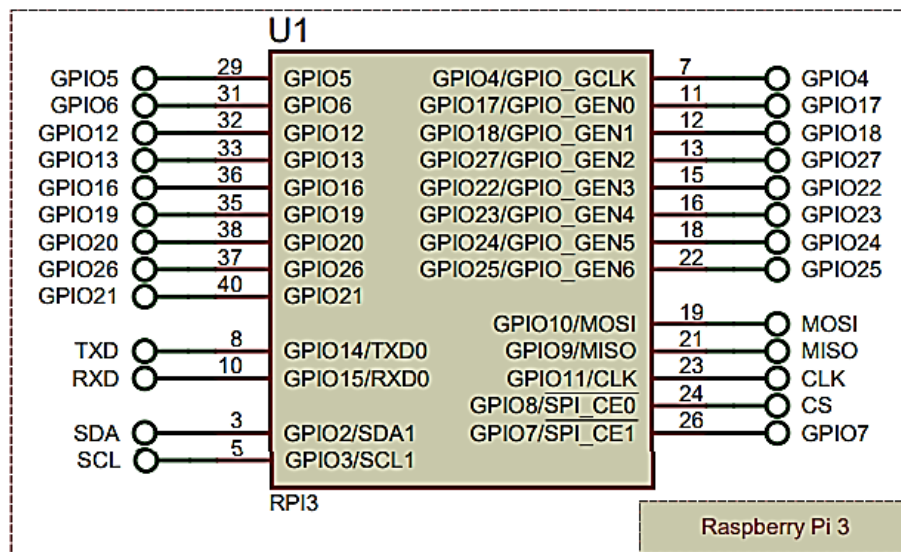 U1
GPIO5 29 GPIO5 GPIO4/GPIO_GCLK 7 GPIO4
GPIO6 31 GPIO6 GPIO17/GPIO_GEN0 11 GPIO17
GPIO12 32 GPIO12 GPIO18/GPIO_GEN1 12 GPIO18
GPIO13 33 GPIO13 GPIO27/GPIO_GEN2 13 GPIO27
GPIO16 36 GPIO16 GPIO22/GPIO_GEN3 15 GPIO22
GPIO19 35 GPIO19 GPIO23/GPIO_GEN4 16 GPIO23
GPIO20 38 GPIO20 GPIO24/GPIO_GEN5 18 GPIO24
GPIO26 37 GPIO26 GPIO25/GPIO_GEN6 22 GPIO25
GPIO21 40 GPIO21
GPIO10/MOSI 19 MOSI
TXD 8 GPIO14/TXD0 GPIO9/MISO 21 MISO
RXD 10 GPIO15/RXD0 GPIO11/CLK 23 CLK
GPIO8/SPI_CE0 24 CS
SDA 3 GPIO2/SDA1 GPIO7/SPI_CE1 26 GPIO7
SCL 5 GPIO3/SCL1
RPI3
Raspberry Pi 3